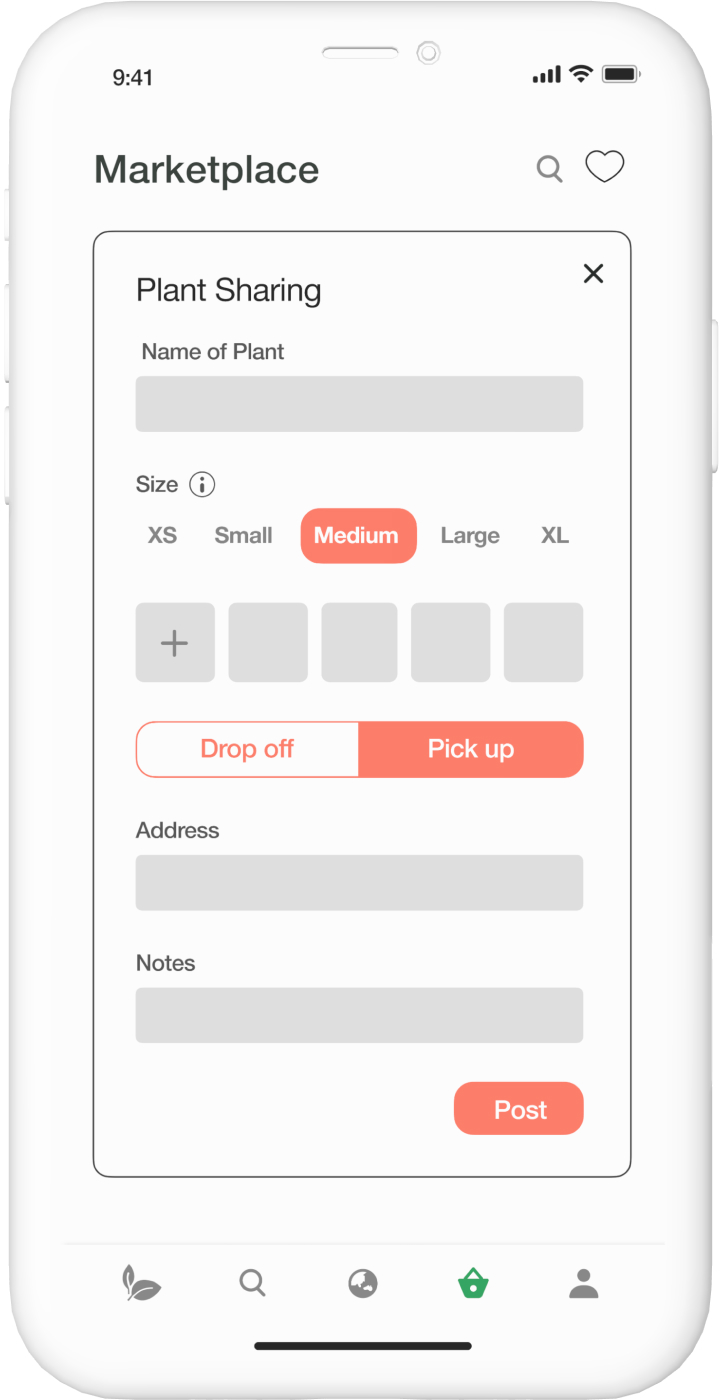 9:41
Marketplace
Plant Sharing
Name of Plant
Size
XS Small Medium Large XL
Drop off Pick up
Address
Notes
Post